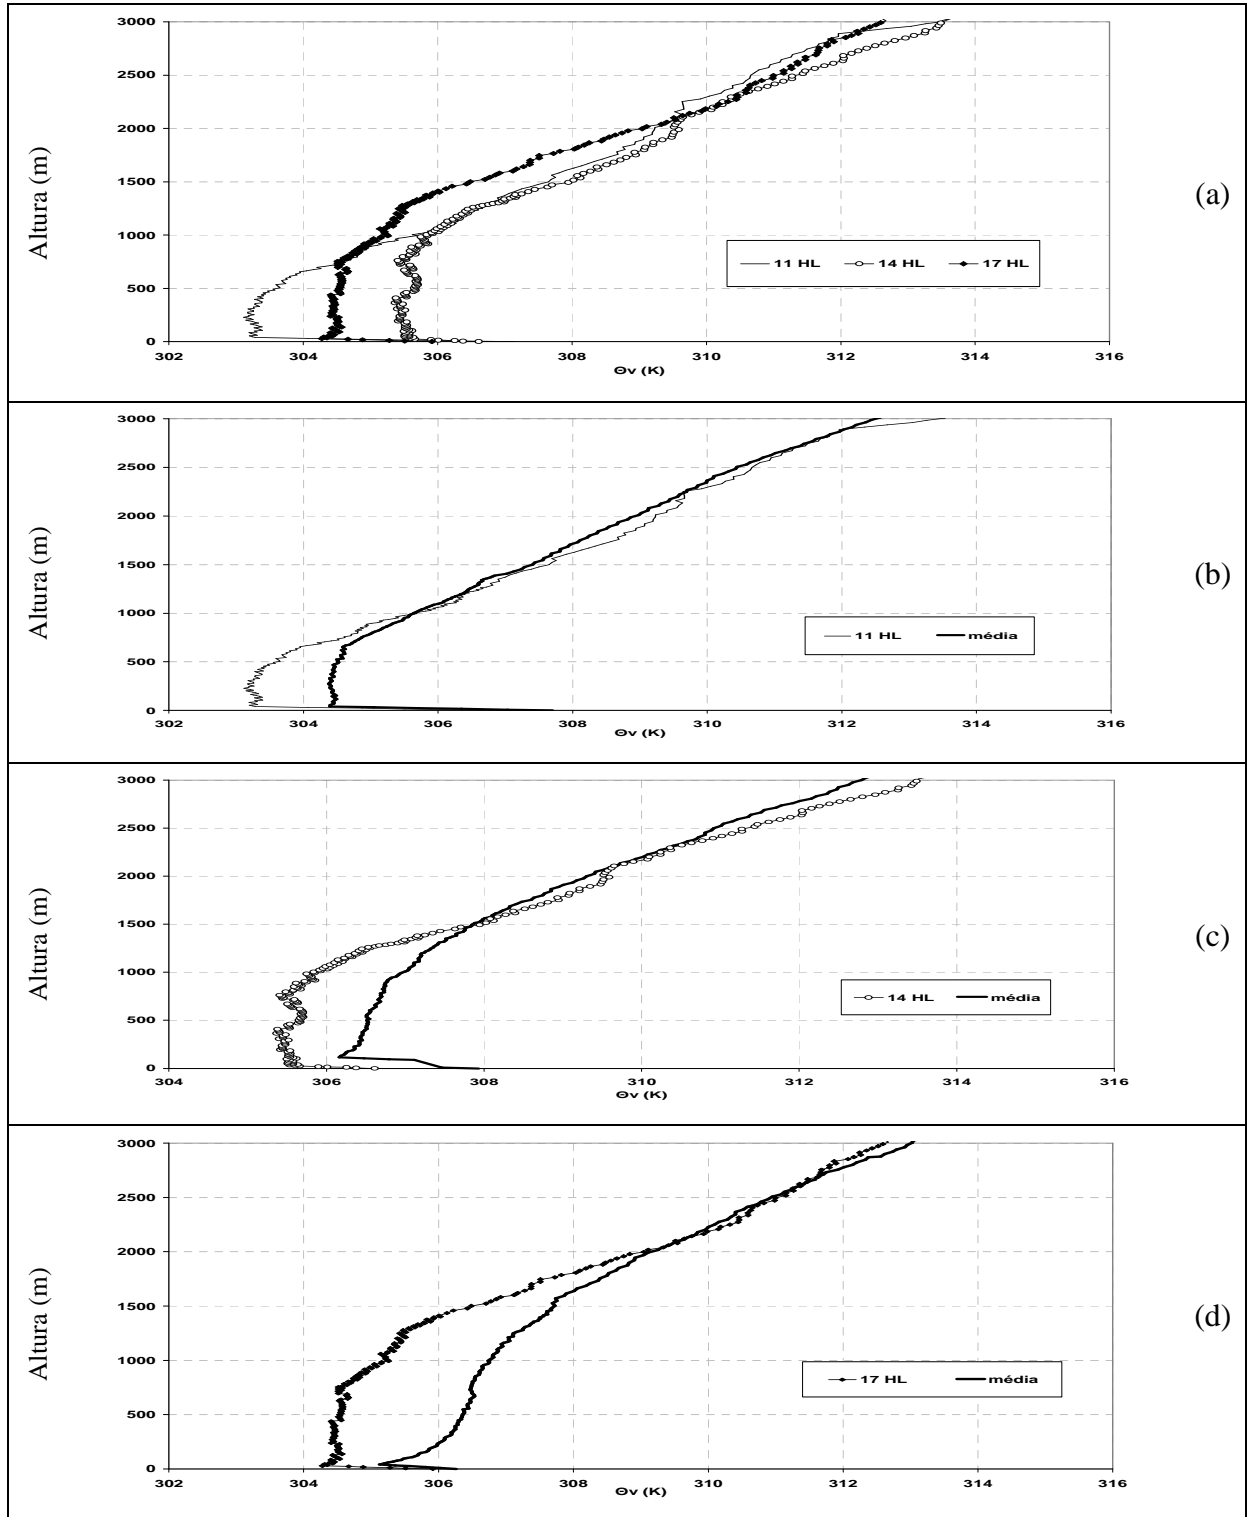 3000
2500
2000
1500
1000
500
0
Altura (m)
302 304 306 308 310 312 314 316
Θv (K)
11 HL 14 HL 17 HL
(a)
3000
2500
2000
1500
1000
500
0
Altura (m)
302 304 306 308 310 312 314 316
Θv (K)
11 HL média
(b)
3000
2500
2000
1500
1000
500
0
Altura (m)
304 306 308 310 312 314 316
Θv (K)
14 HL média
(c)
3000
2500
2000
1500
1000
500
0
Altura (m)
302 304 306 308 310 312 314 316
Θv (K)
17 HL média
(d)